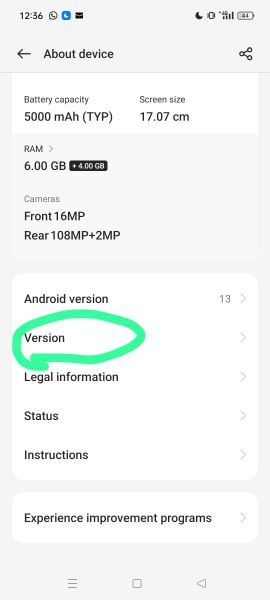 12:36
44
About device
Battery capacity
Screen size
5000 mAh (TYP)
17.07 cm
RAM
6.00 GB + 4.00 GB
Cameras
Front 16MP
Rear 108MP+2MP
Android version 13
Version
Legal information
Status
Instructions
Experience improvement programs